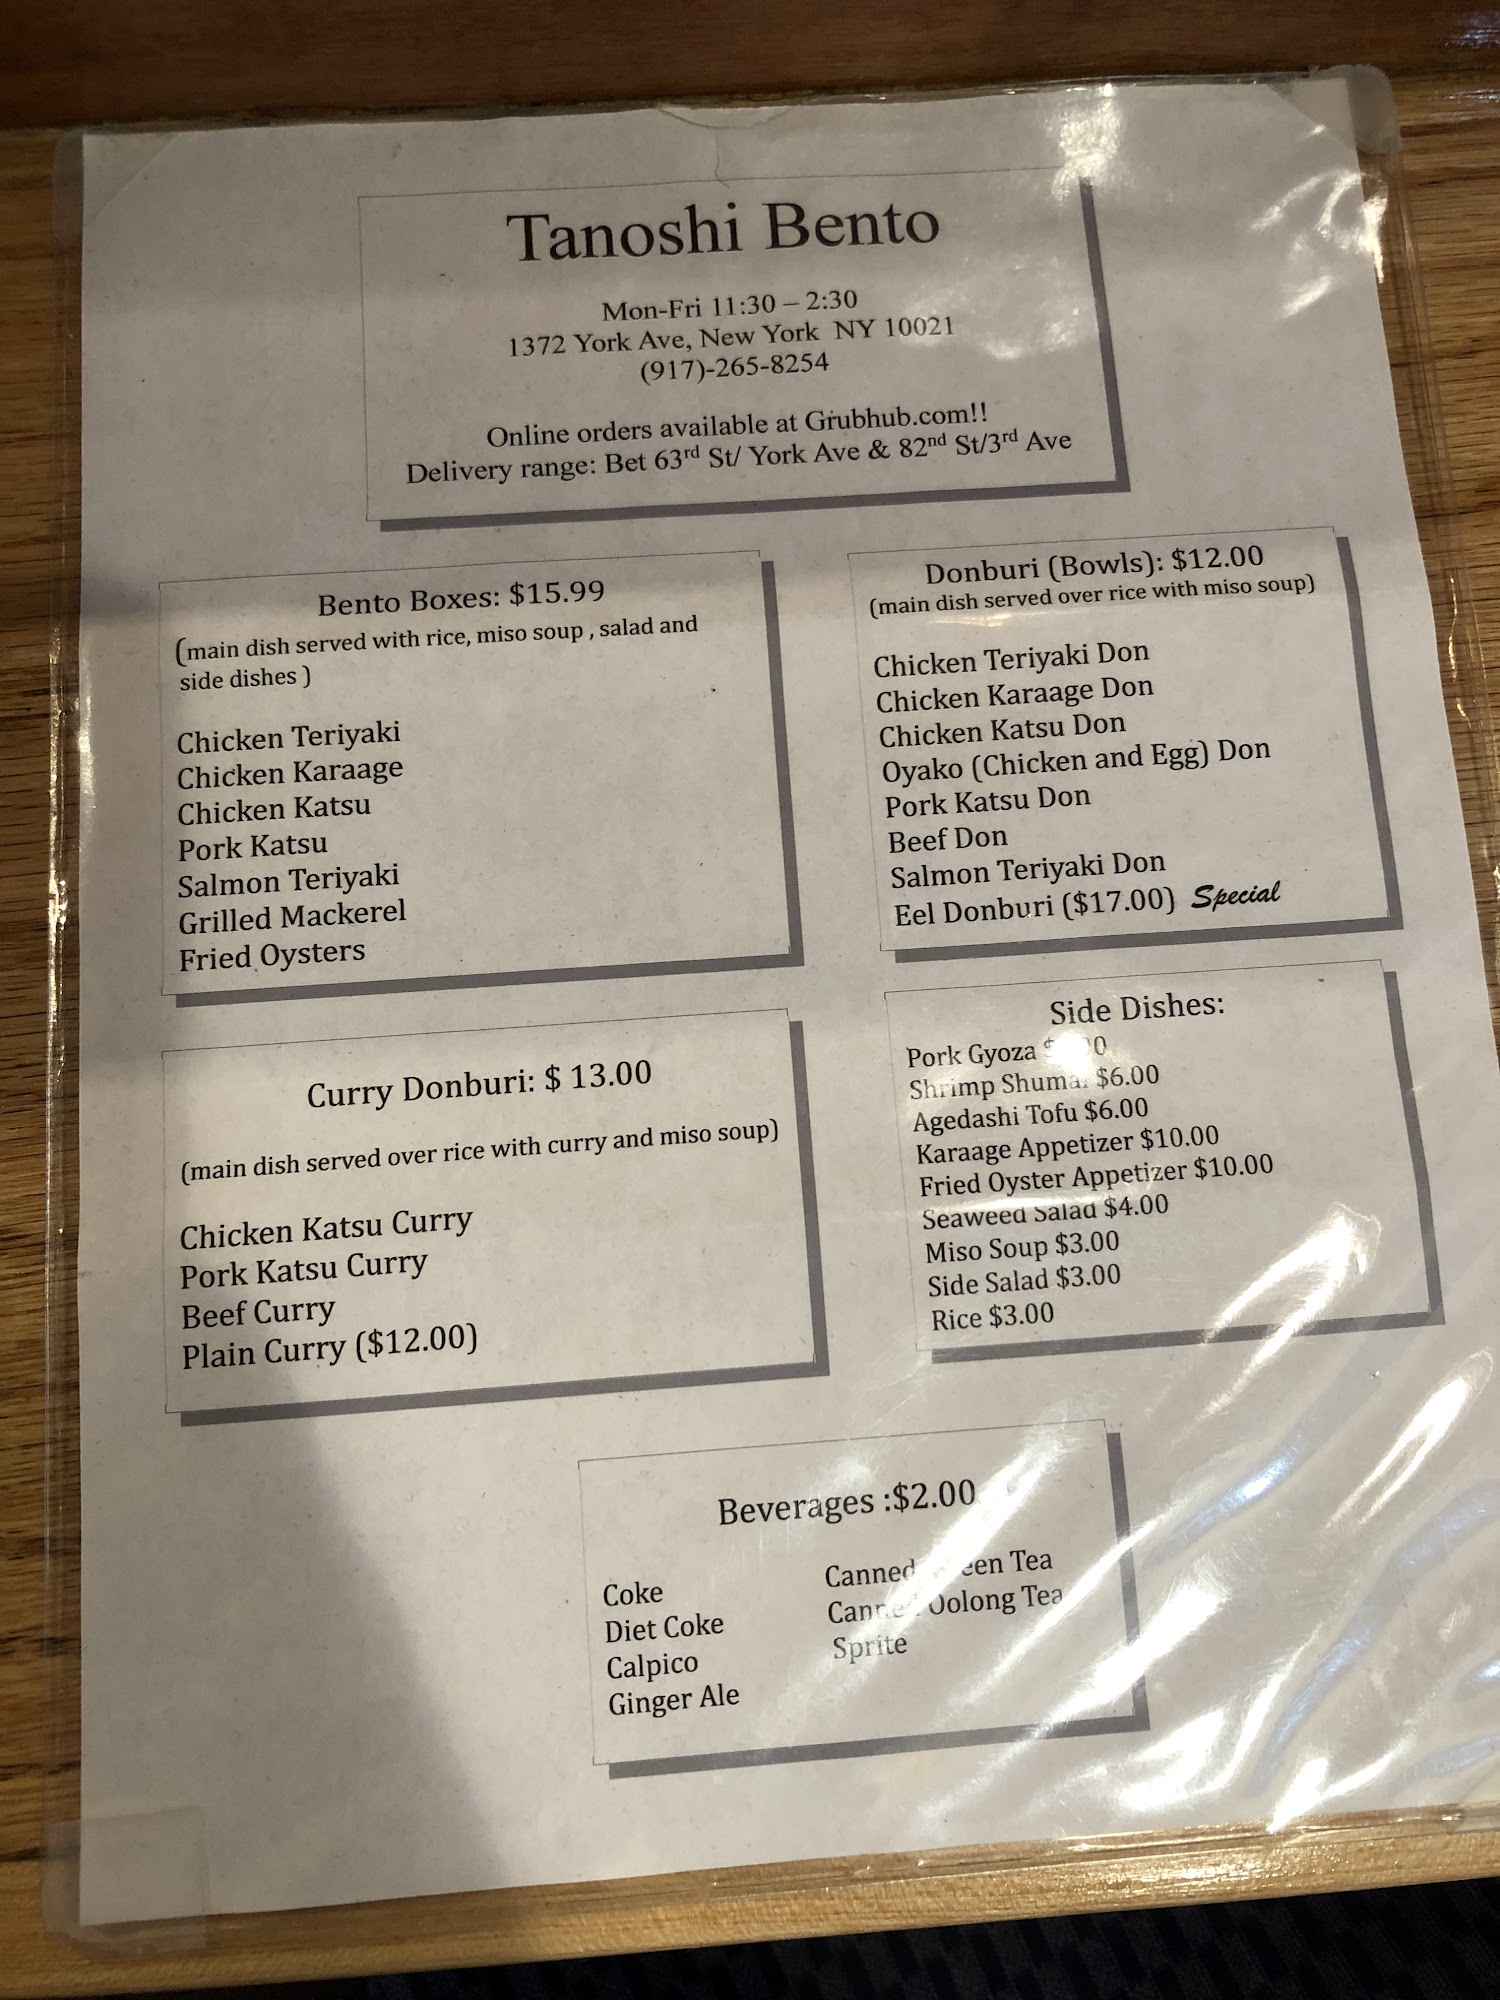 Tanoshi Bento
Mon-Fri 11:30 – 2:30
1372 York Ave, New York NY 10021
(917)-265-8254
Online orders available at Grubhub.com!!
Delivery range: Bet 63rd St/ York Ave & 82nd St/3rd Ave
Bento Boxes: $15.99
(main dish served with rice, miso soup , salad and
side dishes )
Chicken Teriyaki
Chicken Karaage
Chicken Katsu
Pork Katsu
Salmon Teriyaki
Grilled Mackerel
Fried Oysters
Donburi (Bowls): $12.00
(main dish served over rice with miso soup)
Chicken Teriyaki Don
Chicken Karaage Don
Chicken Katsu Don
Oyako (Chicken and Egg) Don
Pork Katsu Don
Beef Don
Salmon Teriyaki Don
Eel Donburi ($17.00) Special
Curry Donburi: $ 13.00
(main dish served over rice with curry and miso soup)
Chicken Katsu Curry
Pork Katsu Curry
Beef Curry
Plain Curry ($12.00)
Side Dishes:
Pork Gyoza
Shrimp Shumai $6.00
Agedashi Tofu $6.00
Karaage Appetizer $10.00
Fried Oyster Appetizer $10.00
Seaweed Salad $4.00
Miso Soup $3.00
Side Salad $3.00
Rice $3.00
Beverages :$2.00
Coke
Diet Coke
Calpico
Ginger Ale
Canned Green Tea
Canned Oolong Tea
Sprite